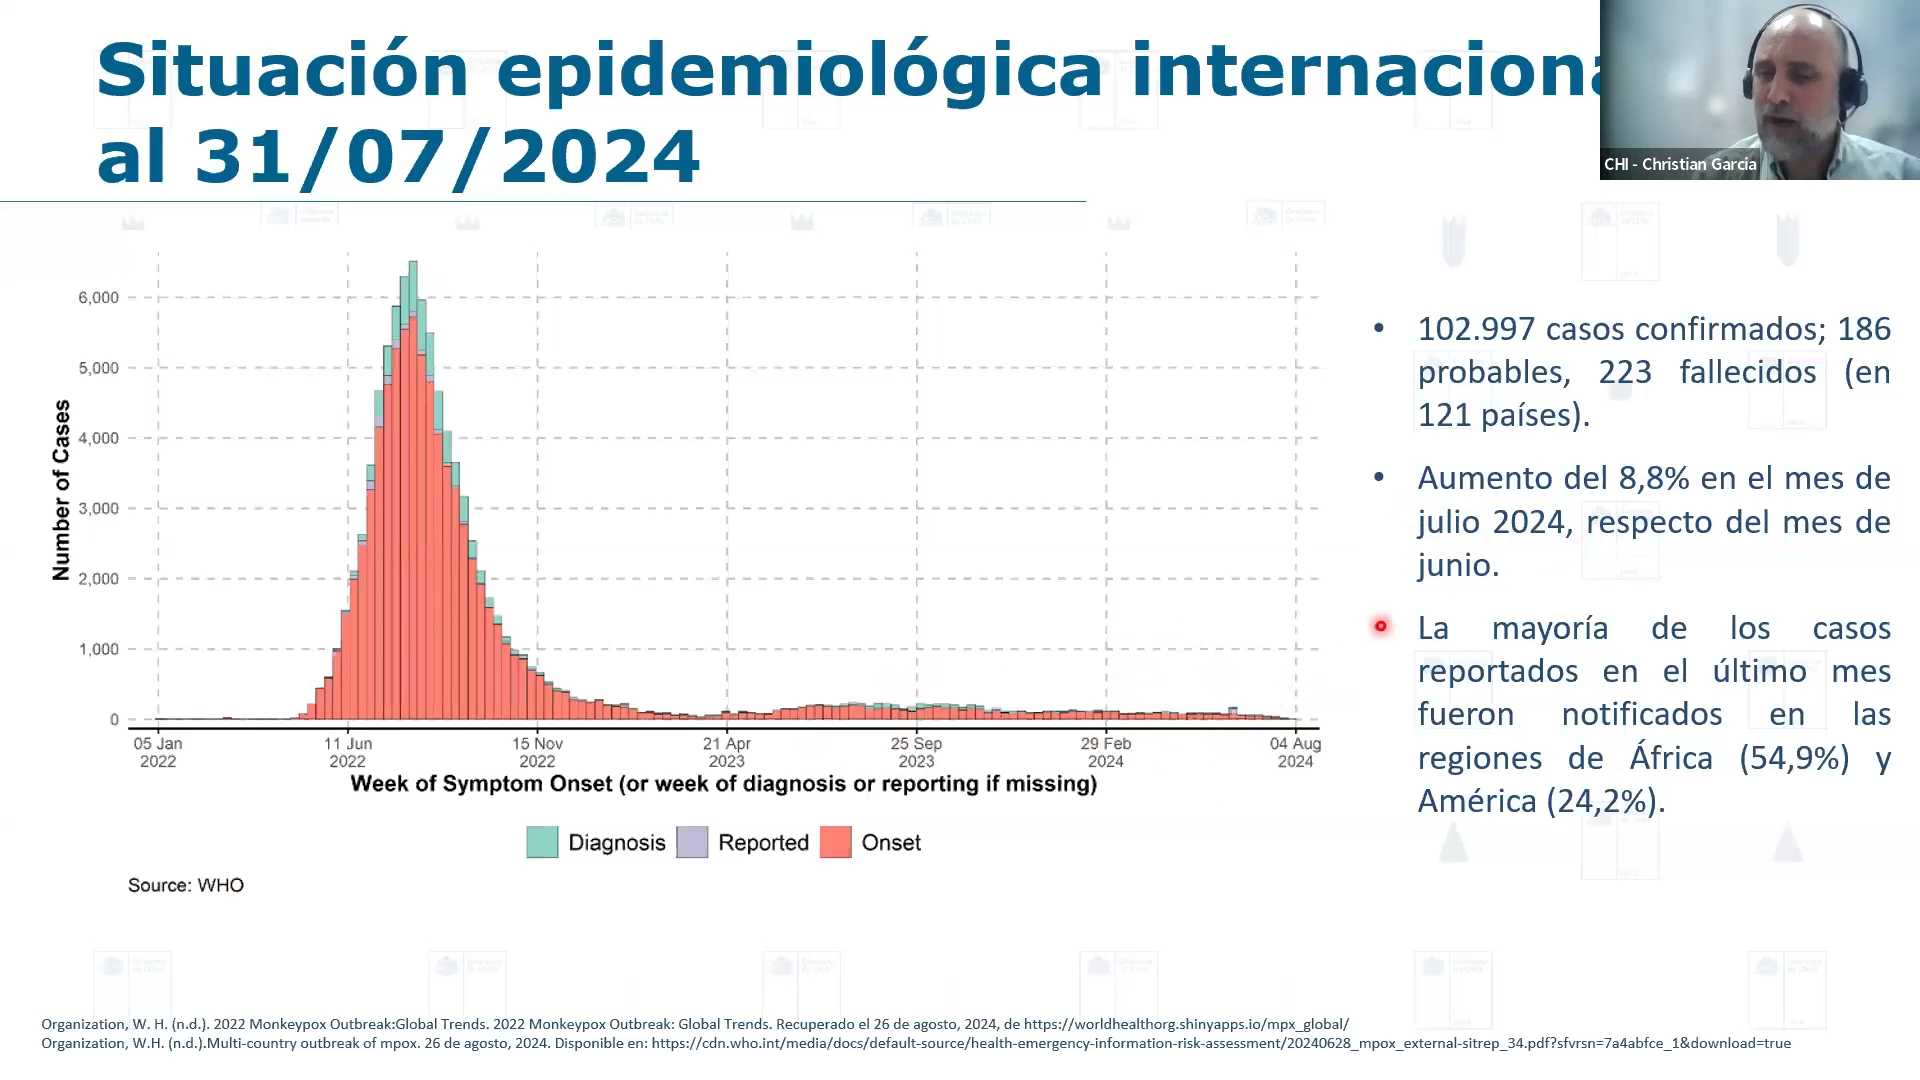 Situación epidemiológica internaciona
al 31/07/2024
CHI - Christian Garcia
6,000
5,000
4,000
3,000
2,000
1,000
0
Number of Cases
05 Jan 2022
11 Jun 2022
15 Nov 2022
21 Apr 2023
25 Sep 2023
29 Feb 2024
04 Aug 2024
Week of Symptom Onset (or week of diagnosis or reporting if missing)
Diagnosis Reported Onset
Source: WHO
• 102.997 casos confirmados; 186
probables, 223 fallecidos (en
121 países).
• Aumento del 8,8% en el mes de
julio 2024, respecto del mes de
junio.
La mayoría de los casos
reportados en el último mes
fueron notificados en las
regiones de África (54,9%) y
América (24,2%).
Organization, W. H. (n.d.). 2022 Monkeypox Outbreak:Global Trends. 2022 Monkeypox Outbreak: Global Trends. Recuperado el 26 de agosto, 2024, de https://worldhealthorg.shinyapps.io/mpx_global/
Organization, W.H. (n.d.).Multi-country outbreak of mpox. 26 de agosto, 2024. Disponible en: https://cdn.who.int/media/docs/default-source/health-emergency-information-risk-assessment/20240628_mpox_external-sitrep_34.pdf?sfvrsn=7a4abfce_1&download=true